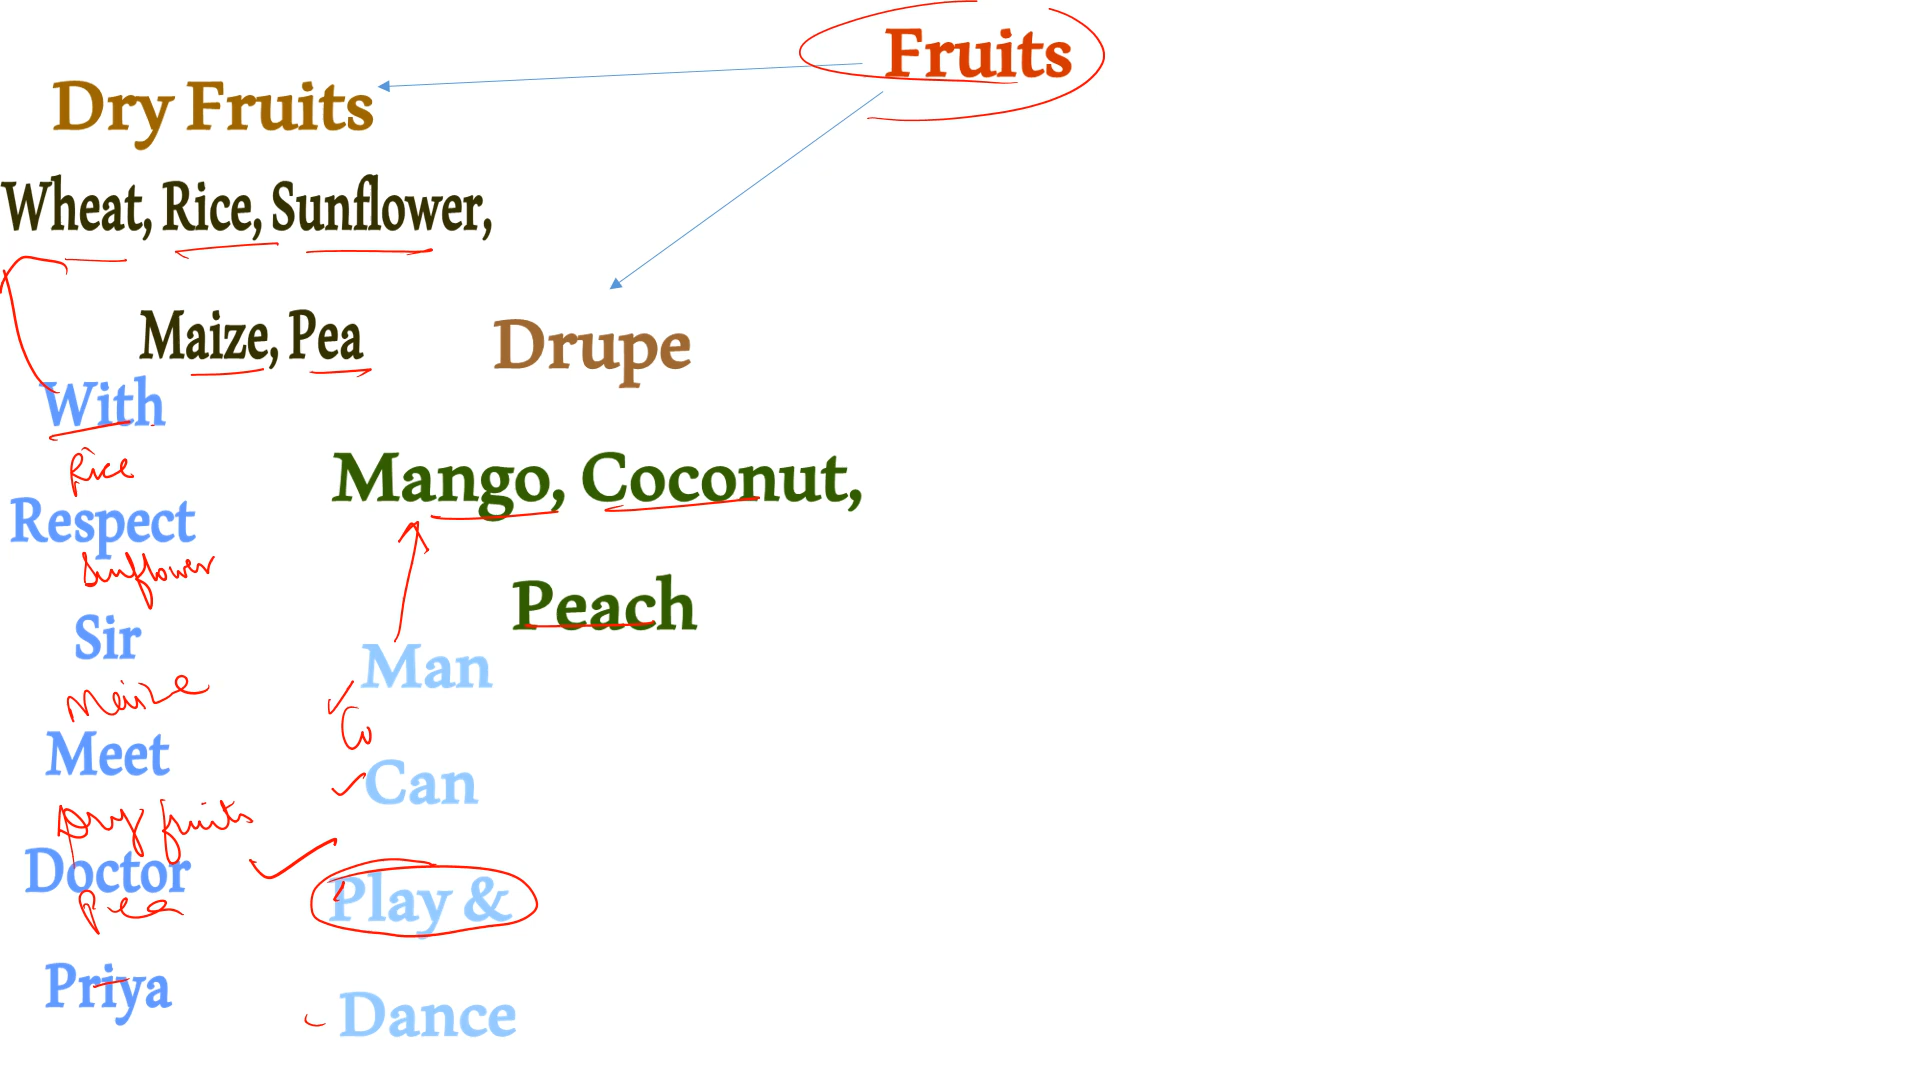 Fruits
Dry Fruits
Wheat, Rice, Sunflower,
Maize, Pea
Drupe
With
Rice
Respect
Sunflower
Sir
Maize
Meet
Dry fruits
Doctor
Pea
Priya
Mango, Coconut,
Peach
Man
Co
Can
Play &
Dance